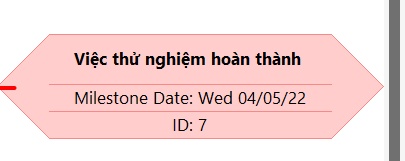 Việc thử nghiệm hoàn thành
Milestone Date: Wed 04/05/22
ID: 7